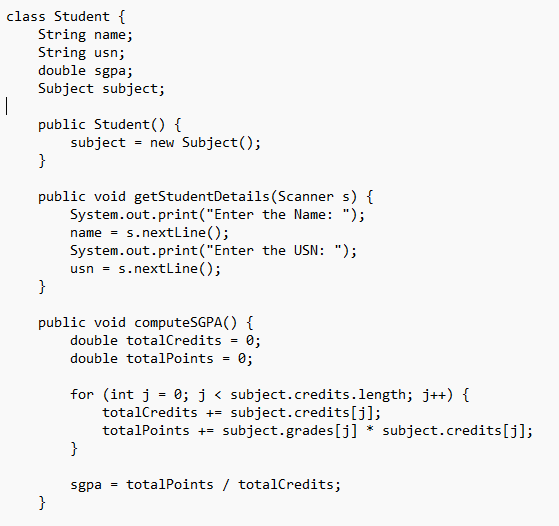 class Student {
    String name;
    String usn;
    double sgpa;
    Subject subject;

    public Student() {
        subject = new Subject();
    }

    public void getStudentDetails(Scanner s) {
        System.out.print("Enter the Name: ");
        name = s.nextLine();
        System.out.print("Enter the USN: ");
        usn = s.nextLine();
    }

    public void computeSGPA() {
        double totalCredits = 0;
        double totalPoints = 0;

        for (int j = 0; j < subject.credits.length; j++) {
            totalCredits += subject.credits[j];
            totalPoints += subject.grades[j] * subject.credits[j];
        }

        sgpa = totalPoints / totalCredits;
    }